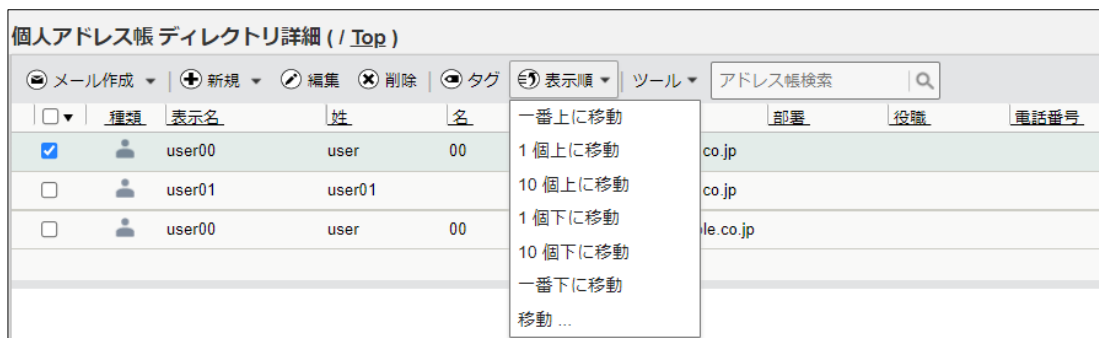 個人アドレス帳 ディレクトリ詳細 ( / Top )
メール作成 新規 編集 削除 タグ 表示順 ツール アドレス帳検索
種類 表示名 姓 名 部署 役職 電話番号
一番上に移動
user00 user 00 co.jp
1 個上に移動
10 個上に移動
user01 user01 co.jp
1 個下に移動
user00 user 00 le.co.jp
10 個下に移動
一番下に移動
移動 ...